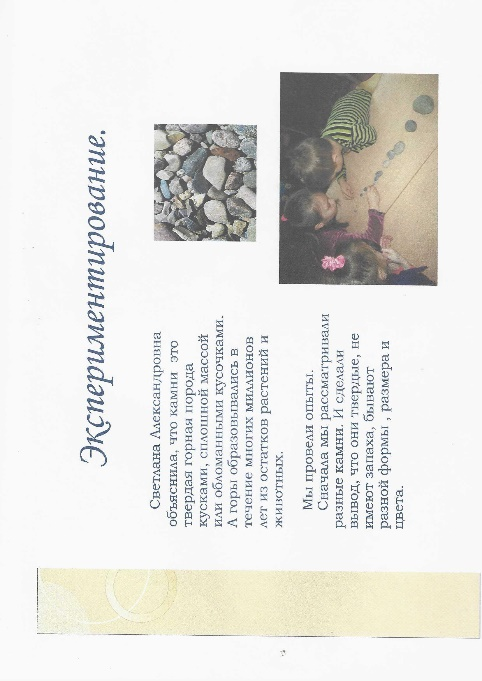 Экспериментирование.
Светлана Александровна
объяснила, что камни это
твердая горная порода
кусками, сплошной массой
или обломанными кусочками.
А горы образовывались в
течение многих миллионов
лет из остатков растений и
животных.
Мы провели опыты.
Сначала мы рассматривали
разные камни. И сделали
вывод, что они твердые, не
имеют запаха, бывают
разной формы , размера и
цвета.